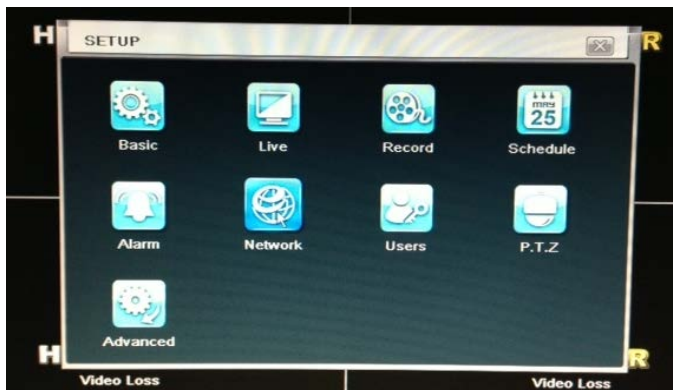 H
SETUP
R
MAY
25
Basic
Live
Record
Schedule
Alarm
Network
Users
P.T.Z
Advanced
H
R
Video Loss
Video Loss